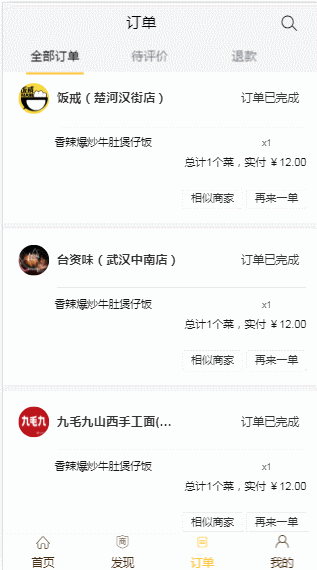 订单
全部订单 待评价 退款
饭戒（楚河汉街店） 订单已完成
香辣爆炒牛肚煲仔饭 x1
总计1个菜，实付 ¥ 12.00
相似商家 再来一单
台资味（武汉中南店） 订单已完成
香辣爆炒牛肚煲仔饭 x1
总计1个菜，实付 ¥ 12.00
相似商家 再来一单
九毛九
九毛九山西手工面(... 订单已完成
香辣爆炒牛肚煲仔饭 x1
总计1个菜，实付 ¥ 12.00
相似商家 再来一单
商
首页 发现 订单 我的